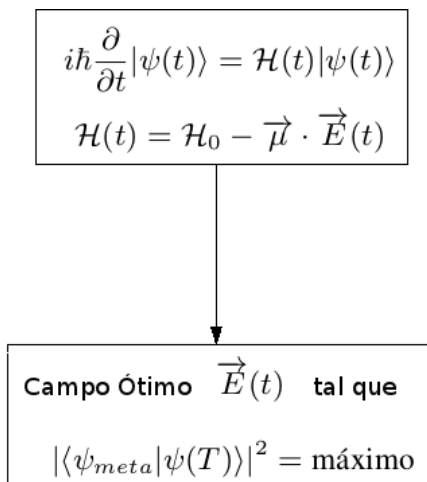 iℏ ∂/∂t |ψ(t)⟩ = ℋ(t)|ψ(t)⟩
ℋ(t) = ℋ₀ − μ⃗ · E⃗(t)
Campo Ótimo E⃗(t) tal que
|⟨ψ_meta|ψ(T)⟩|² = máximo